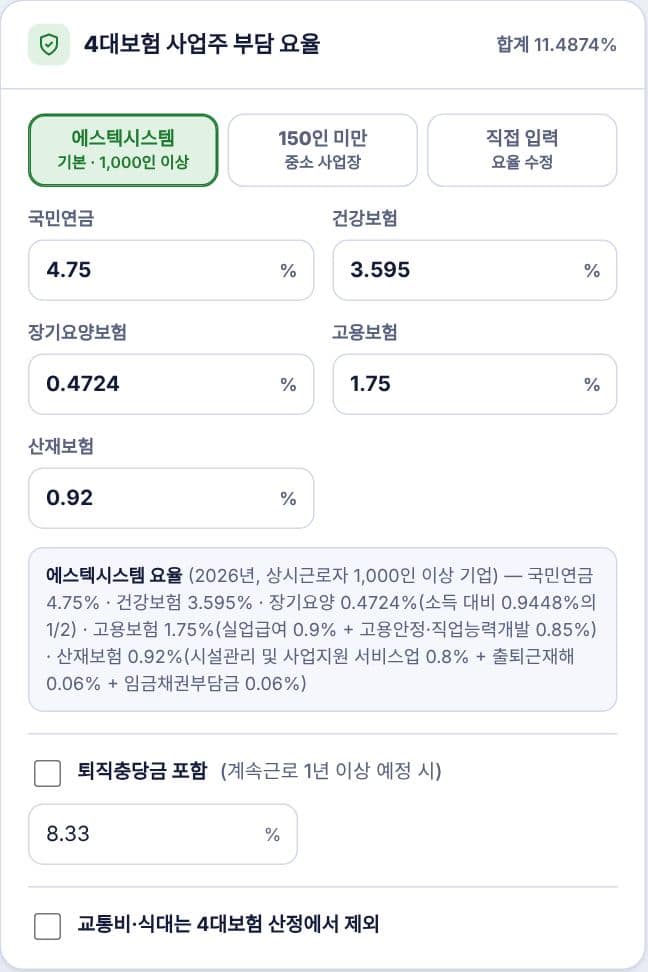 4대보험 사업주 부담 요율
합계 11.4874%
에스텍시스템
기본 · 1,000인 이상
150인 미만
중소 사업장
직접 입력
요율 수정
국민연금
건강보험
4.75 %
3.595 %
장기요양보험
고용보험
0.4724 %
1.75 %
산재보험
0.92 %
에스텍시스템 요율 (2026년, 상시근로자 1,000인 이상 기업) — 국민연금
4.75% · 건강보험 3.595% · 장기요양 0.4724%(소득 대비 0.9448%의
1/2) · 고용보험 1.75%(실업급여 0.9% + 고용안정·직업능력개발 0.85%)
· 산재보험 0.92%(시설관리 및 사업지원 서비스업 0.8% + 출퇴근재해
0.06% + 임금채권부담금 0.06%)
퇴직충당금 포함 (계속근로 1년 이상 예정 시)
8.33 %
교통비·식대는 4대보험 산정에서 제외